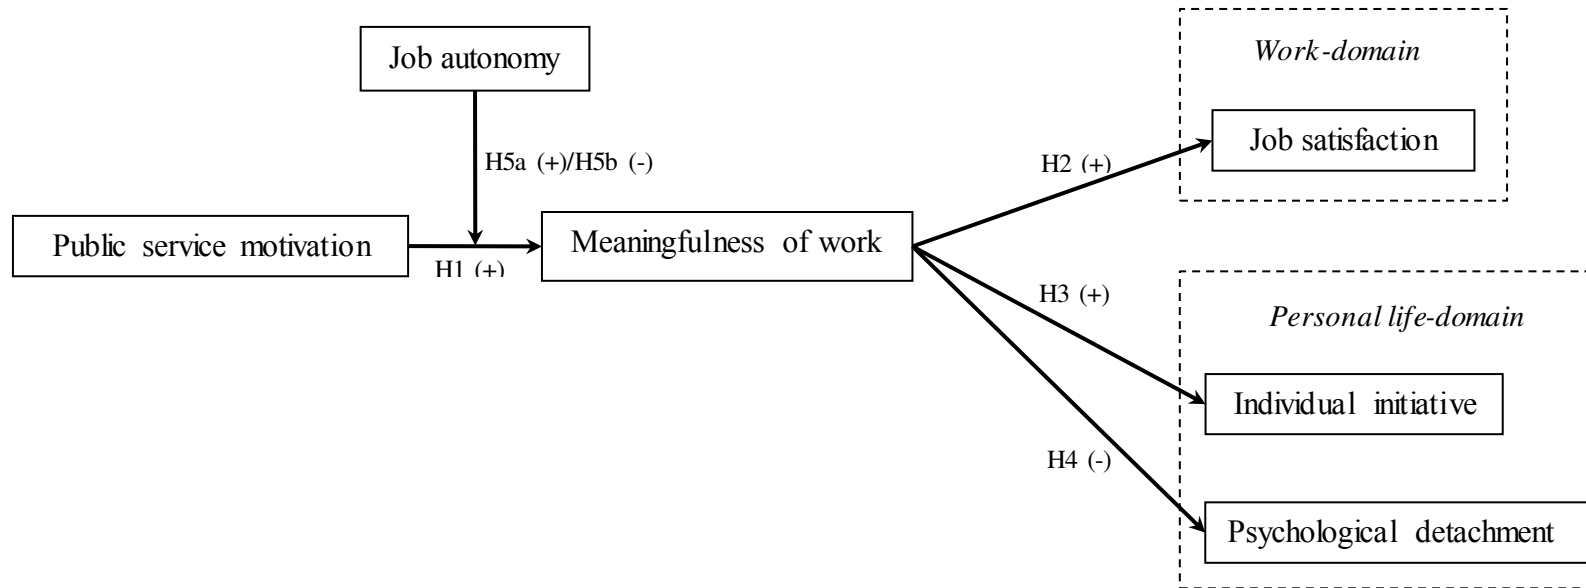 Job autonomy
Work-domain
Job satisfaction
H5a (+)/H5b (-)
H2 (+)
Public service motivation
H1 (+)
Meaningfulness of work
H3 (+)
Personal life-domain
Individual initiative
H4 (-)
Psychological detachment